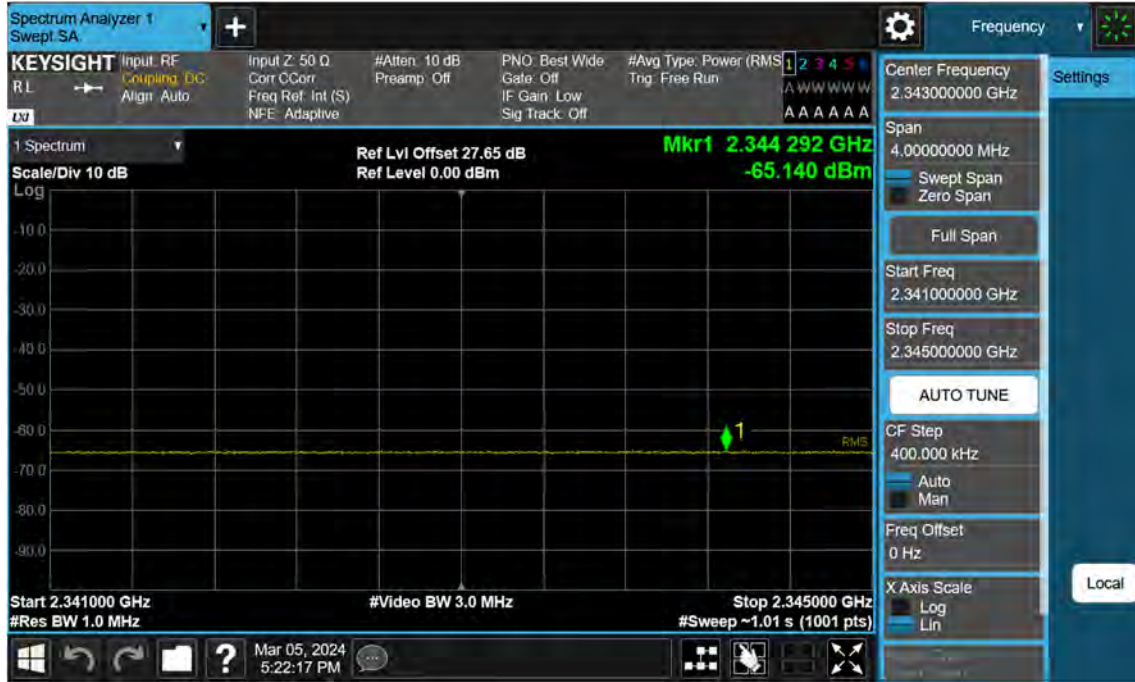 Spectrum Analyzer 1
Swept SA
Frequency
KEYSIGHT
RL
LXI
Input: RF
Coupling: DC
Align: Auto
Input Z: 50 Ω
Corr CCorr
Freq Ref: Int (S)
NFE: Adaptive
#Atten: 10 dB
Preamp: Off
PNO: Best Wide
Gate: Off
IF Gain: Low
Sig Track: Off
#Avg Type: Power (RMS
Trig: Free Run
1 2 3 4 5 6
A W W W W W
A A A A A A
1 Spectrum
Scale/Div 10 dB
Log
Ref Lvl Offset 27.65 dB
Ref Level 0.00 dBm
Mkr1 2.344 292 GHz
-65.140 dBm
-10.0
-20.0
-30.0
-40.0
-50.0
-60.0
-70.0
-80.0
-90.0
1
RMS
Start 2.341000 GHz
#Res BW 1.0 MHz
#Video BW 3.0 MHz
Stop 2.345000 GHz
#Sweep ~1.01 s (1001 pts)
Mar 05, 2024
5:22:17 PM
Center Frequency
2.343000000 GHz
Span
4.00000000 MHz
Swept Span
Zero Span
Full Span
Start Freq
2.341000000 GHz
Stop Freq
2.345000000 GHz
AUTO TUNE
CF Step
400.000 kHz
Auto
Man
Freq Offset
0 Hz
X Axis Scale
Log
Lin
Settings
Local